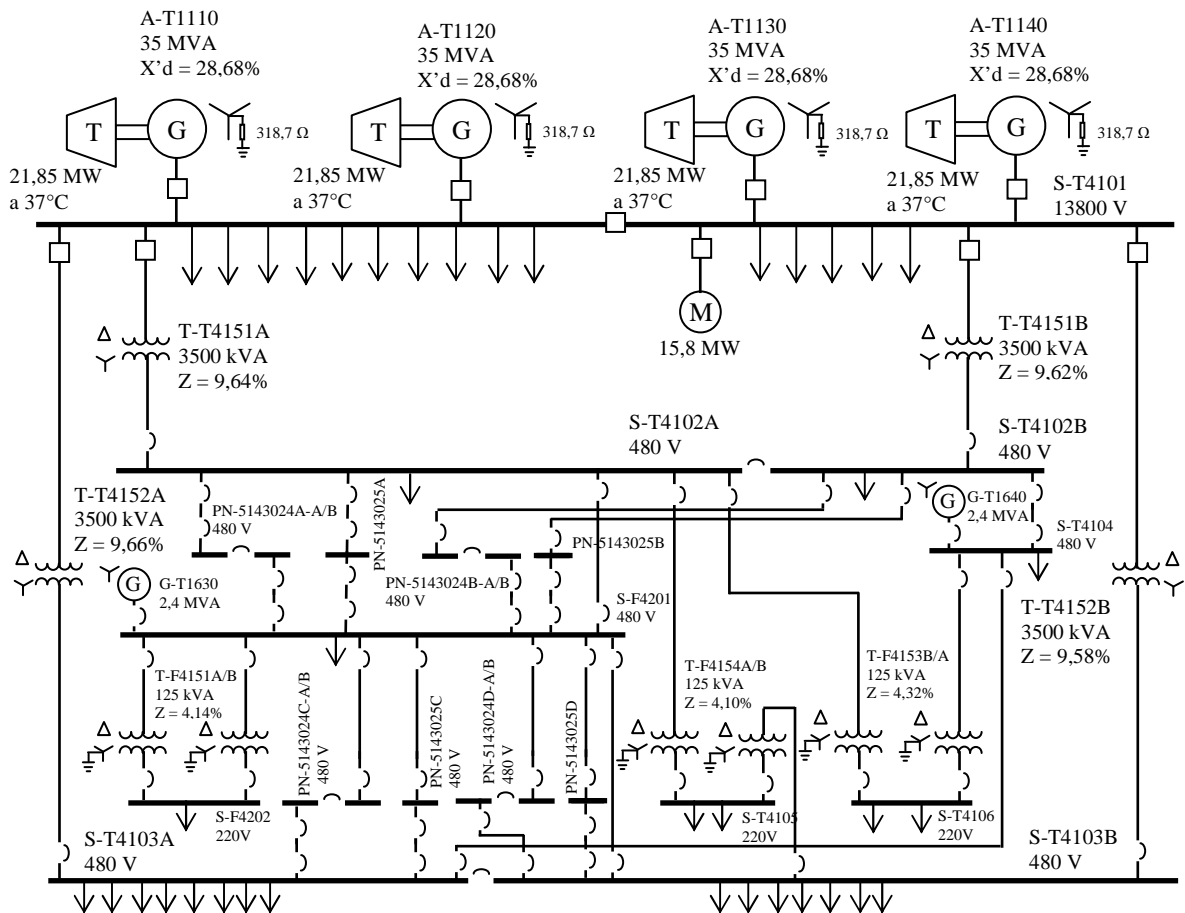 A-T1110
35 MVA
X’d = 28,68%
A-T1120
35 MVA
X’d = 28,68%
A-T1130
35 MVA
X’d = 28,68%
A-T1140
35 MVA
X’d = 28,68%
T
G
318,7 Ω
T
G
318,7 Ω
T
G
318,7 Ω
T
G
318,7 Ω
21,85 MW
a 37°C
21,85 MW
a 37°C
21,85 MW
a 37°C
21,85 MW
a 37°C
S-T4101
13800 V
M
15,8 MW
Δ
T-T4151A
3500 kVA
Z = 9,64%
Δ
T-T4151B
3500 kVA
Z = 9,62%
S-T4102A
480 V
S-T4102B
480 V
T-T4152A
3500 kVA
Z = 9,66%
Δ
PN-5143024A-A/B
480 V
PN-5143025A
PN-5143024B-A/B
480 V
PN-5143025B
G
G-T1640
2,4 MVA
S-T4104
480 V
G
G-T1630
2,4 MVA
S-F4201
480 V
Δ
T-T4152B
3500 kVA
Z = 9,58%
T-F4151A/B
125 kVA
Z = 4,14%
Δ
Δ
PN-5143024C-A/B
480 V
PN-5143025C
480 V
PN-5143024D-A/B
480 V
PN-5143025D
T-F4154A/B
125 kVA
Z = 4,10%
Δ
Δ
T-F4153B/A
125 kVA
Z = 4,32%
Δ
Δ
S-F4202
220V
S-T4105
220V
S-T4106
220V
S-T4103A
480 V
S-T4103B
480 V